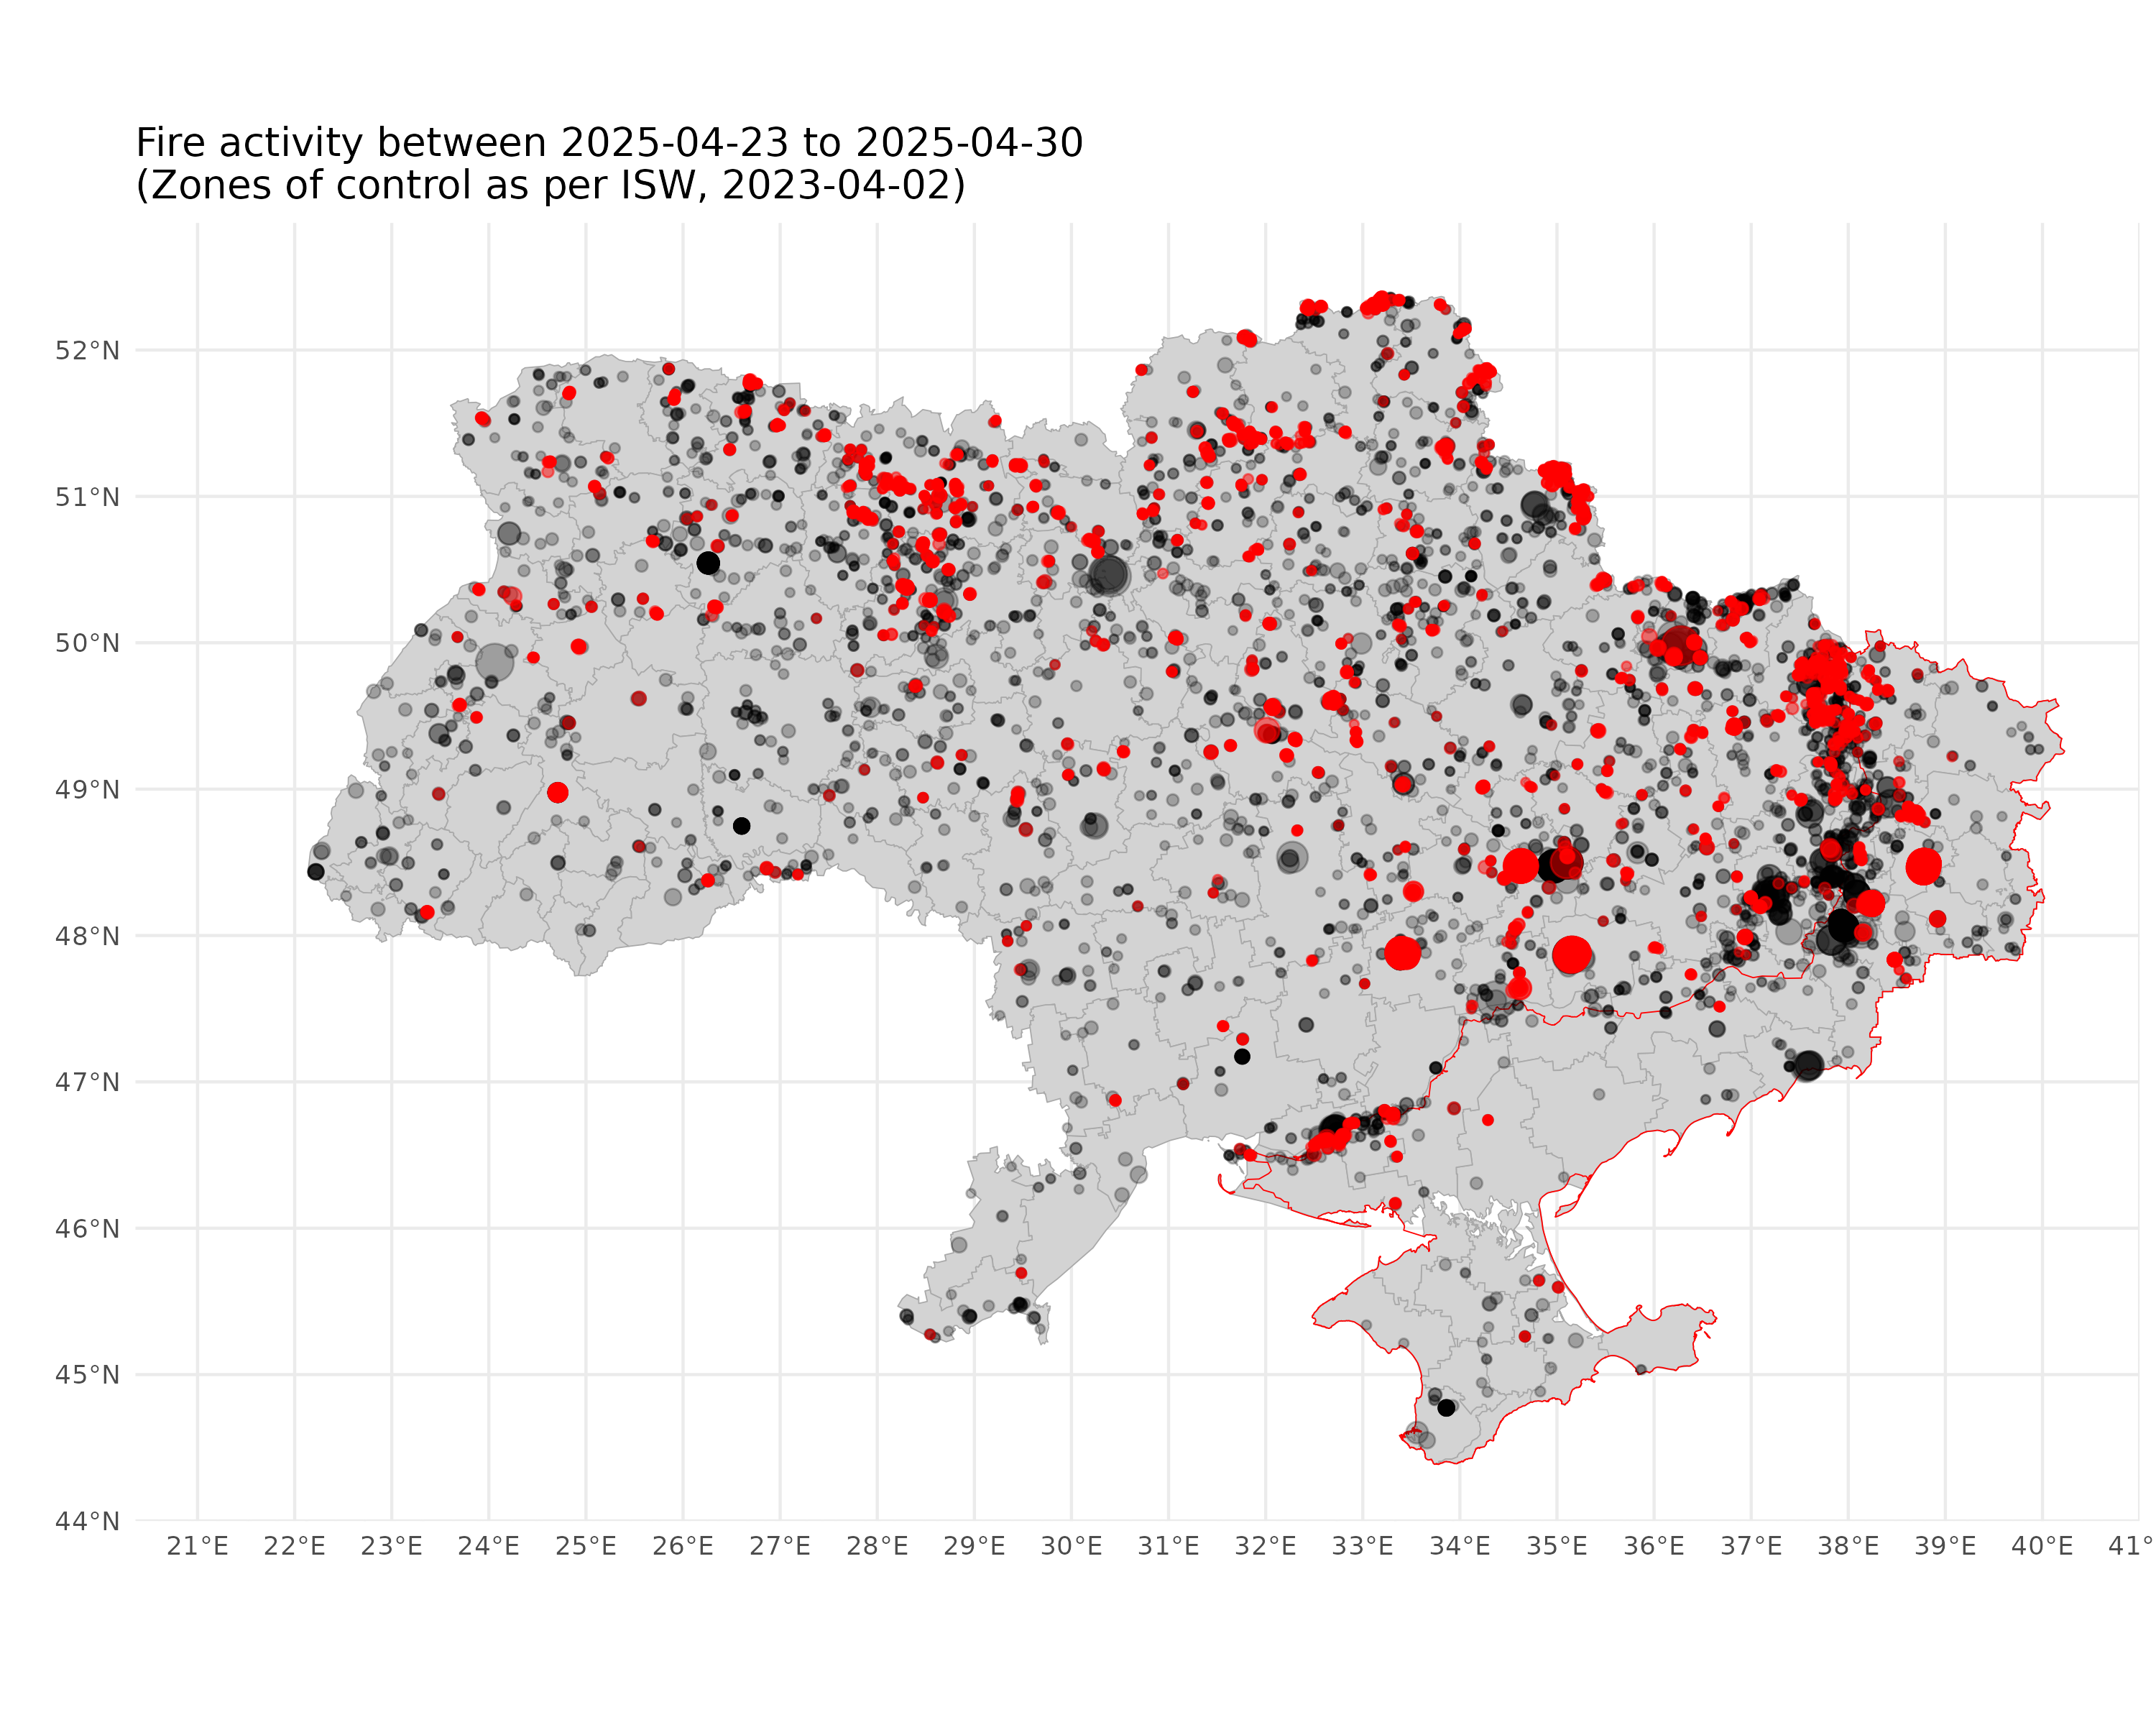 Fire activity between 2025-04-23 to 2025-04-30
(Zones of control as per ISW, 2023-04-02)
52°N
51°N
50°N
49°N
48°N
47°N
46°N
45°N
44°N
21°E 22°E 23°E 24°E 25°E 26°E 27°E 28°E 29°E 30°E 31°E 32°E 33°E 34°E 35°E 36°E 37°E 38°E 39°E 40°E 41°